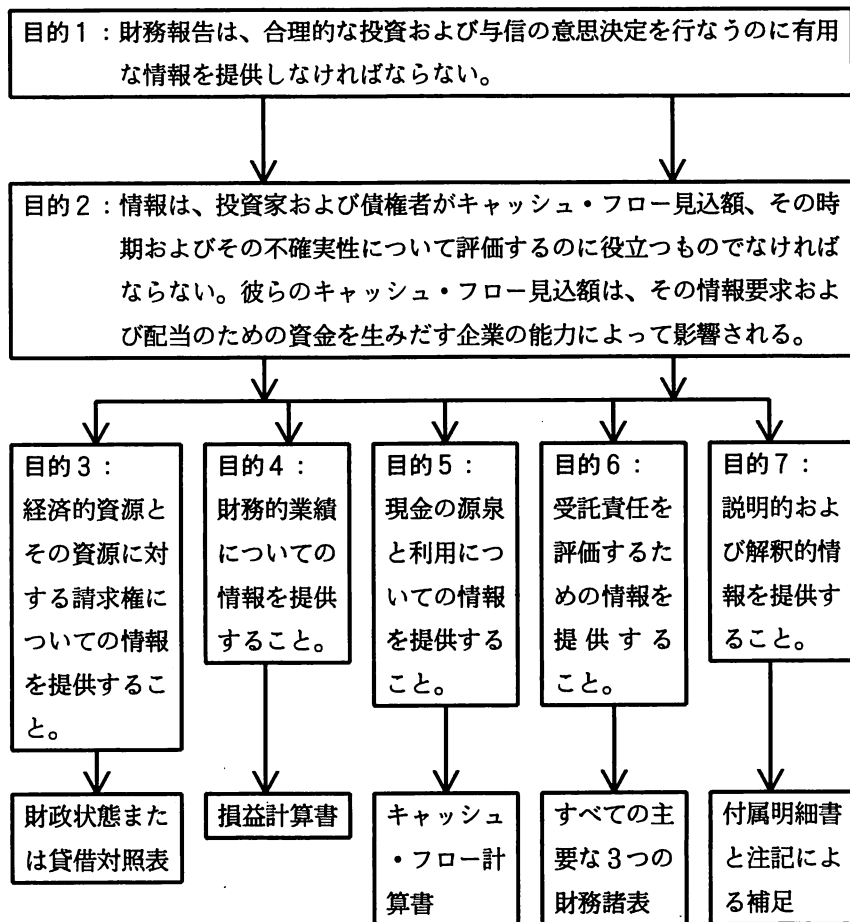 目的1：財務報告は、合理的な投資および与信の意思決定を行なうのに有用
な情報を提供しなければならない。
目的2：情報は、投資家および債権者がキャッシュ・フロー見込額、その時
期およびその不確実性について評価するのに役立つものでなければ
ならない。彼らのキャッシュ・フロー見込額は、その情報要求およ
び配当のための資金を生みだす企業の能力によって影響される。
目的3：
経済的資源と
その資源に対
する請求権に
ついての情報
を提供するこ
と。
目的4：
財務的業績
についての
情報を提供
すること。
目的5：
現金の源泉
と利用につ
いての情報
を提供する
こと。
目的6：
受託責任を
評価するた
めの情報を
提供する
こと。
目的7：
説明的およ
び解釈的情
報を提供す
ること。
財政状態また
は貸借対照表
損益計算書
キャッシュ
・フロー計
算書
すべての主
要な3つの
財務諸表
付属明細書
と注記によ
る補足